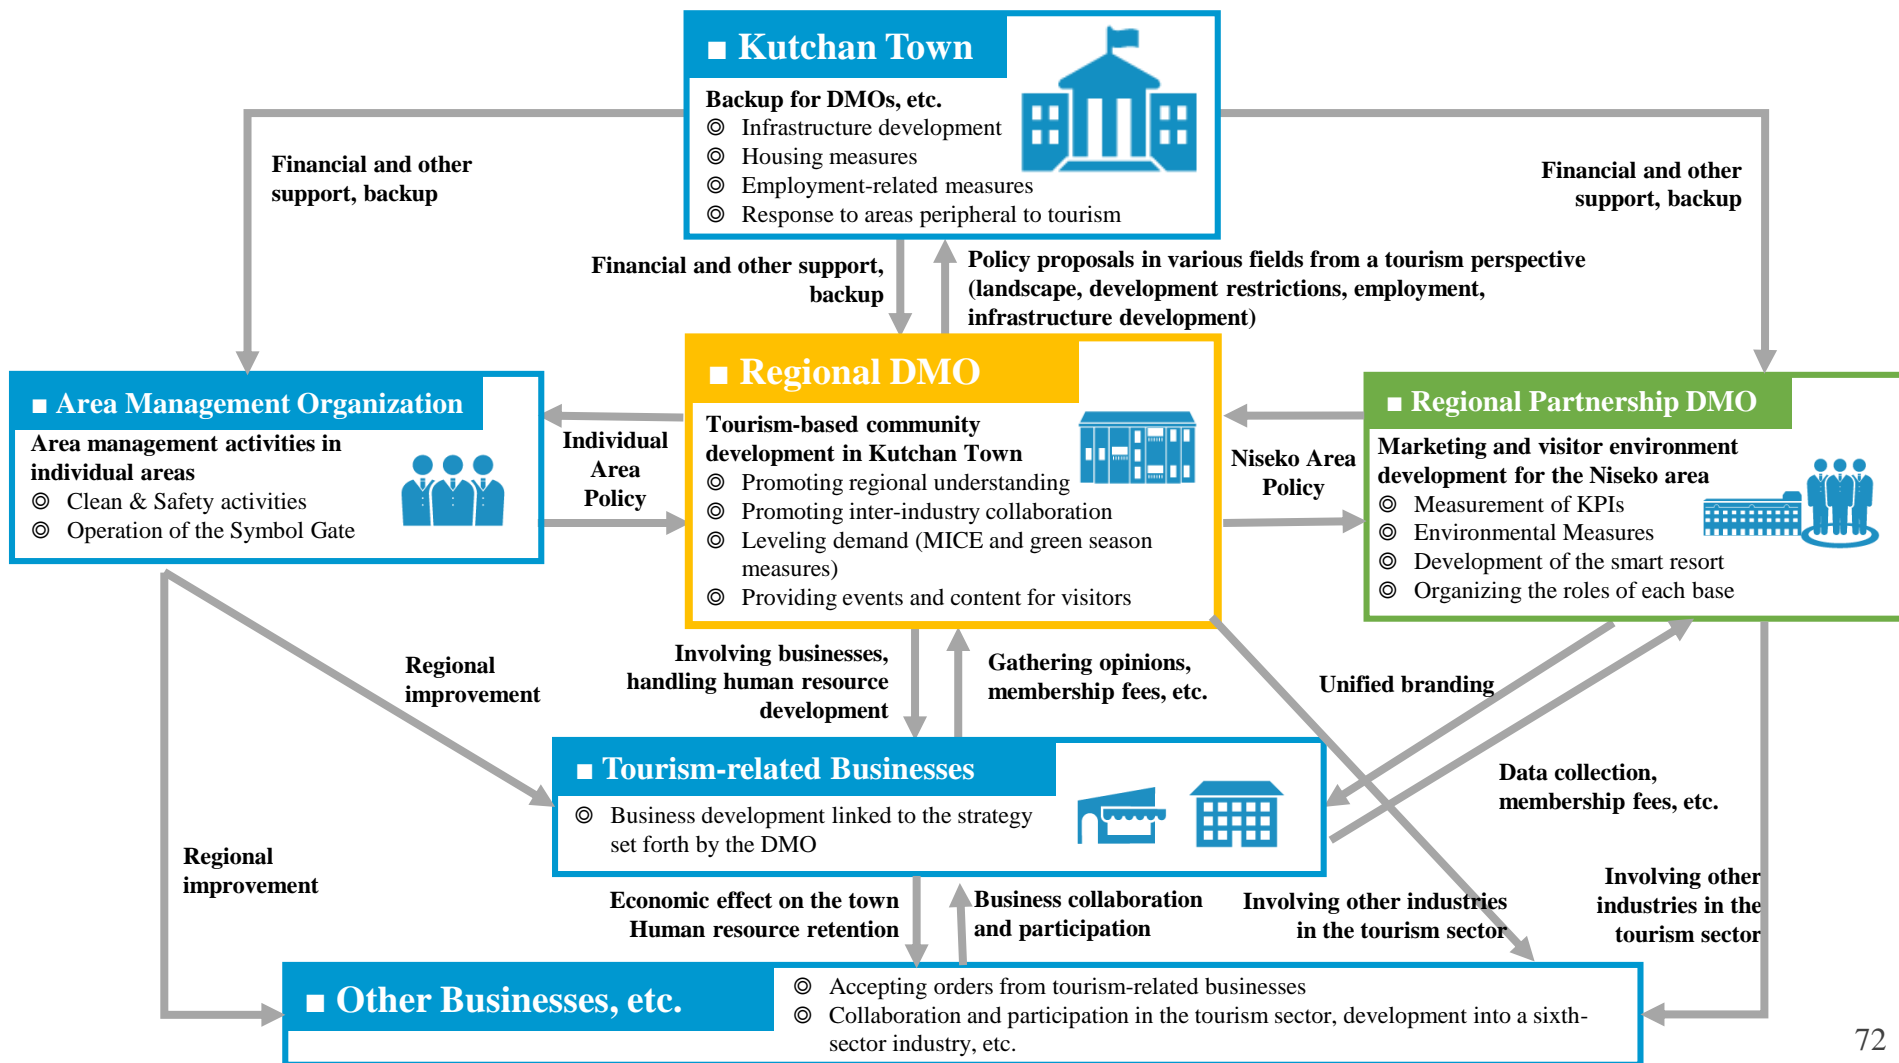 ■ Kutchan Town
Backup for DMOs, etc.
◎ Infrastructure development
◎ Housing measures
◎ Employment-related measures
◎ Response to areas peripheral to tourism
Financial and other
support, backup
Financial and other
support, backup
Financial and other support,
backup
Policy proposals in various fields from a tourism perspective
(landscape, development restrictions, employment,
infrastructure development)
■ Area Management Organization
Area management activities in
individual areas
◎ Clean & Safety activities
◎ Operation of the Symbol Gate
Individual
Area
Policy
■ Regional DMO
Tourism-based community
development in Kutchan Town
◎ Promoting regional understanding
◎ Promoting inter-industry collaboration
◎ Leveling demand (MICE and green season
measures)
◎ Providing events and content for visitors
Niseko Area
Policy
■ Regional Partnership DMO
Marketing and visitor environment
development for the Niseko area
◎ Measurement of KPIs
◎ Environmental Measures
◎ Development of the smart resort
◎ Organizing the roles of each base
Regional
improvement
Involving businesses,
handling human resource
development
Gathering opinions,
membership fees, etc.
Unified branding
■ Tourism-related Businesses
◎ Business development linked to the strategy
set forth by the DMO
Data collection,
membership fees, etc.
Regional
improvement
Economic effect on the town
Human resource retention
Business collaboration
and participation
Involving other industries
in the tourism sector
Involving other
industries in the
tourism sector
■ Other Businesses, etc.
◎ Accepting orders from tourism-related businesses
◎ Collaboration and participation in the tourism sector, development into a sixth-
sector industry, etc.
72